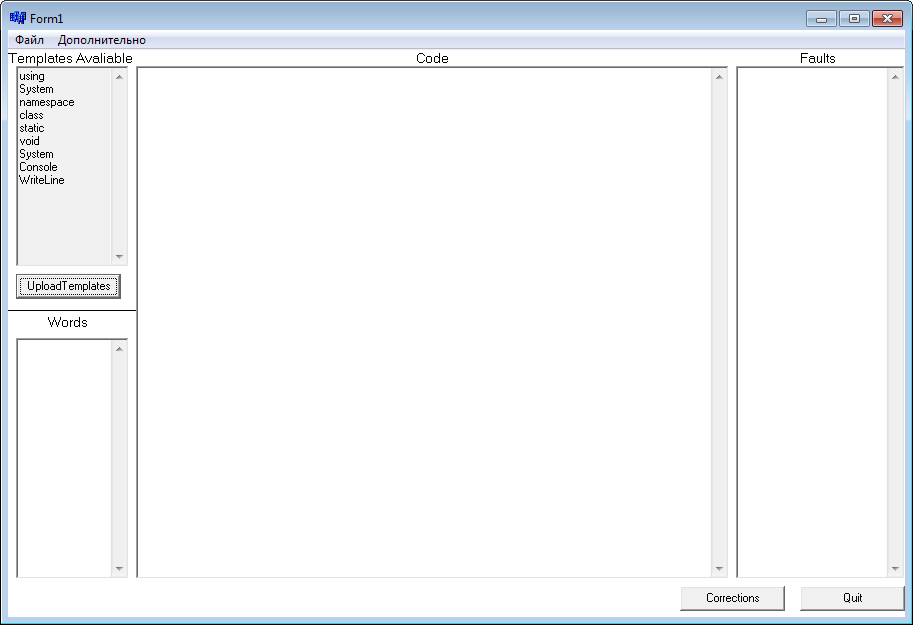 Form1
Файл Дополнительно
Templates Avaliable
Code
Faults
using
System
namespace
class
static
void
System
Console
WriteLine
UploadTemplates
Words
Corrections
Quit